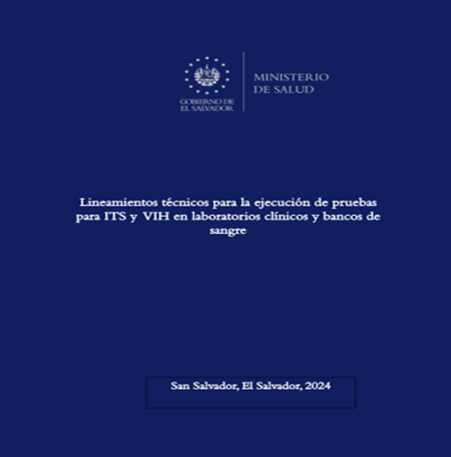 MINISTERIO
DE SALUD
GOBIERNO DE
EL SALVADOR
Lineamientos técnicos para la ejecución de pruebas
para ITS y VIH en laboratorios clínicos y bancos de
sangre
San Salvador, El Salvador, 2024